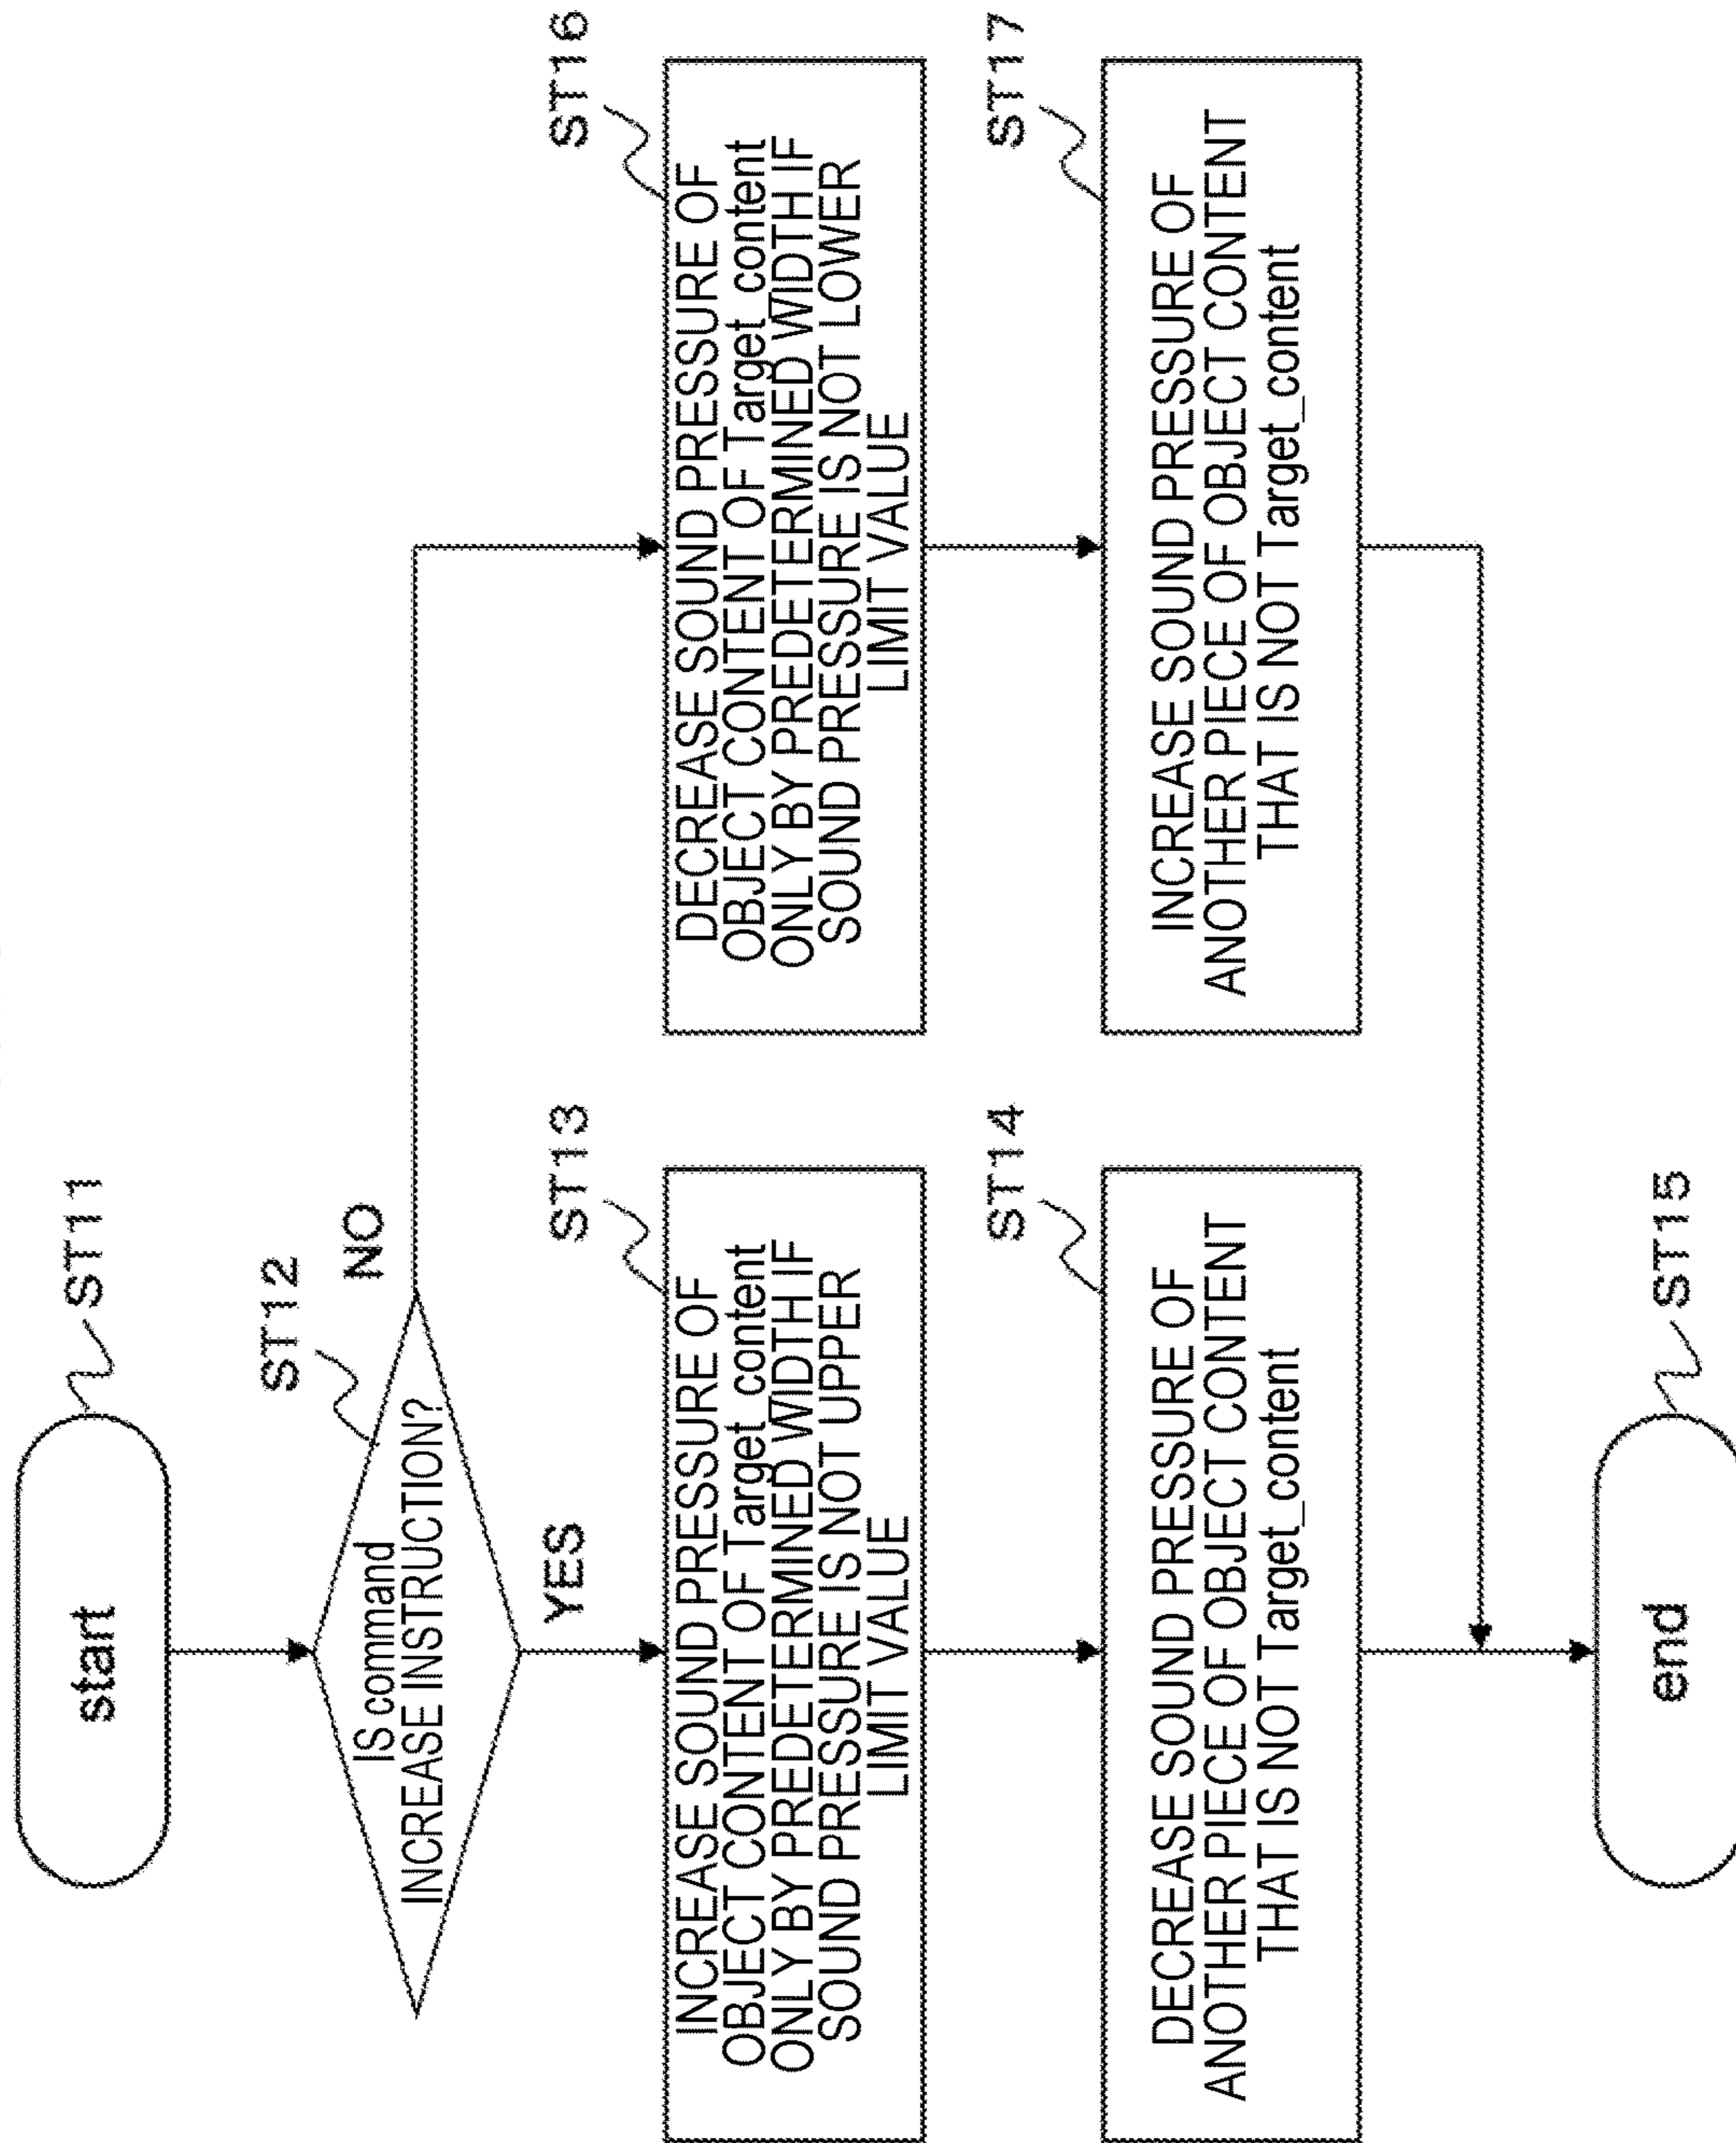 start
ST11
IS command
INCREASE INSTRUCTION?
ST12
NO
YES
INCREASE SOUND PRESSURE OF
OBJECT CONTENT OF Target_content
ONLY BY PREDETERMINED WIDTH IF
SOUND PRESSURE IS NOT UPPER
LIMIT VALUE
ST13
DECREASE SOUND PRESSURE OF
OBJECT CONTENT OF Target_content
ONLY BY PREDETERMINED WIDTH IF
SOUND PRESSURE IS NOT LOWER
LIMIT VALUE
ST16
DECREASE SOUND PRESSURE OF
ANOTHER PIECE OF OBJECT CONTENT
THAT IS NOT Target_content
ST14
INCREASE SOUND PRESSURE OF
ANOTHER PIECE OF OBJECT CONTENT
THAT IS NOT Target_content
ST17
end
ST15